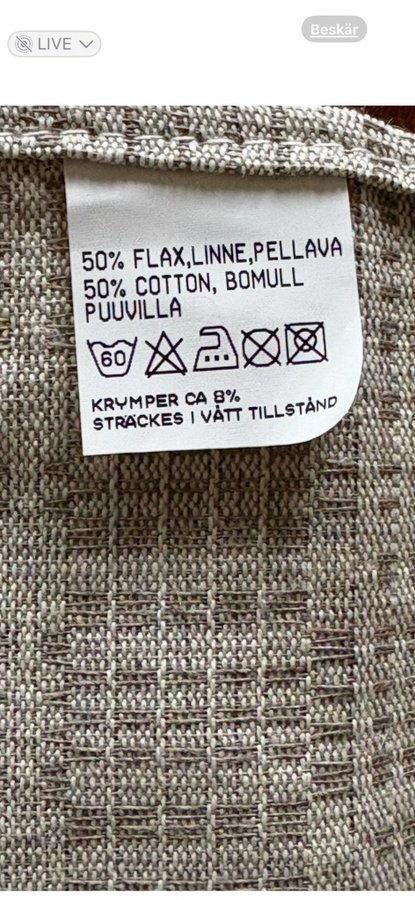 LIVE
Beskär
50% FLAX,LINNE,PELLAVA
50% COTTON, BOMULL
PUUVILLA
60
KRYMPER CA 8%
STRÄCKES I VÅTT TILLSTÅND